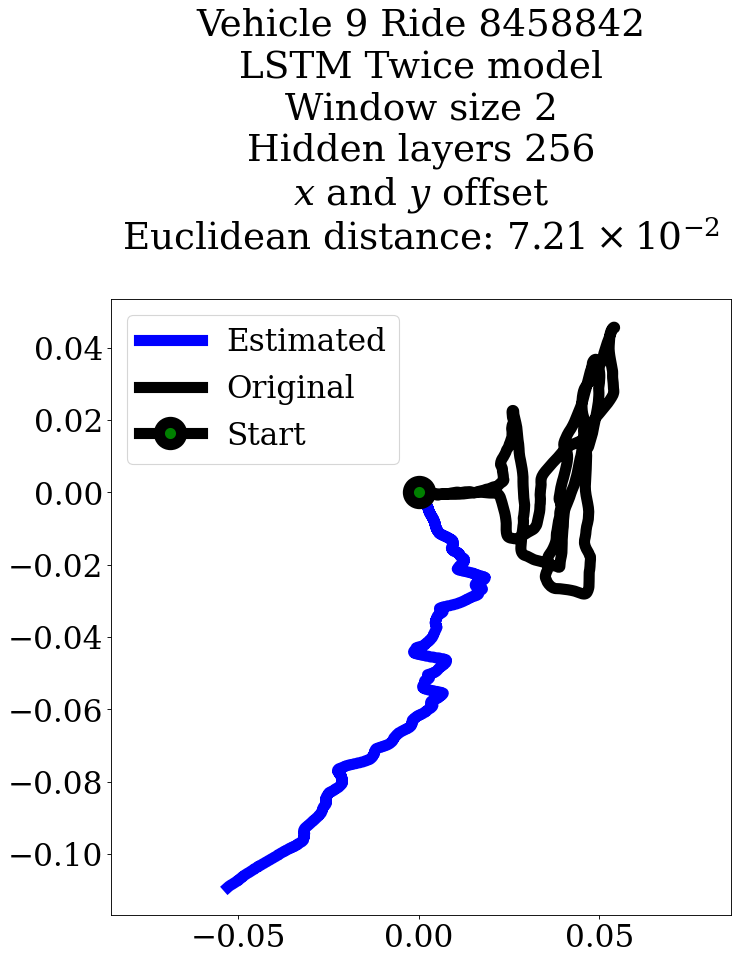 Vehicle 9 Ride 8458842
LSTM Twice model
Window size 2
Hidden layers 256
x and y offset
Euclidean distance: 7.21 × 10⁻²
Estimated
Original
Start
0.04
0.02
0.00
−0.02
−0.04
−0.06
−0.08
−0.10
−0.05 0.00 0.05